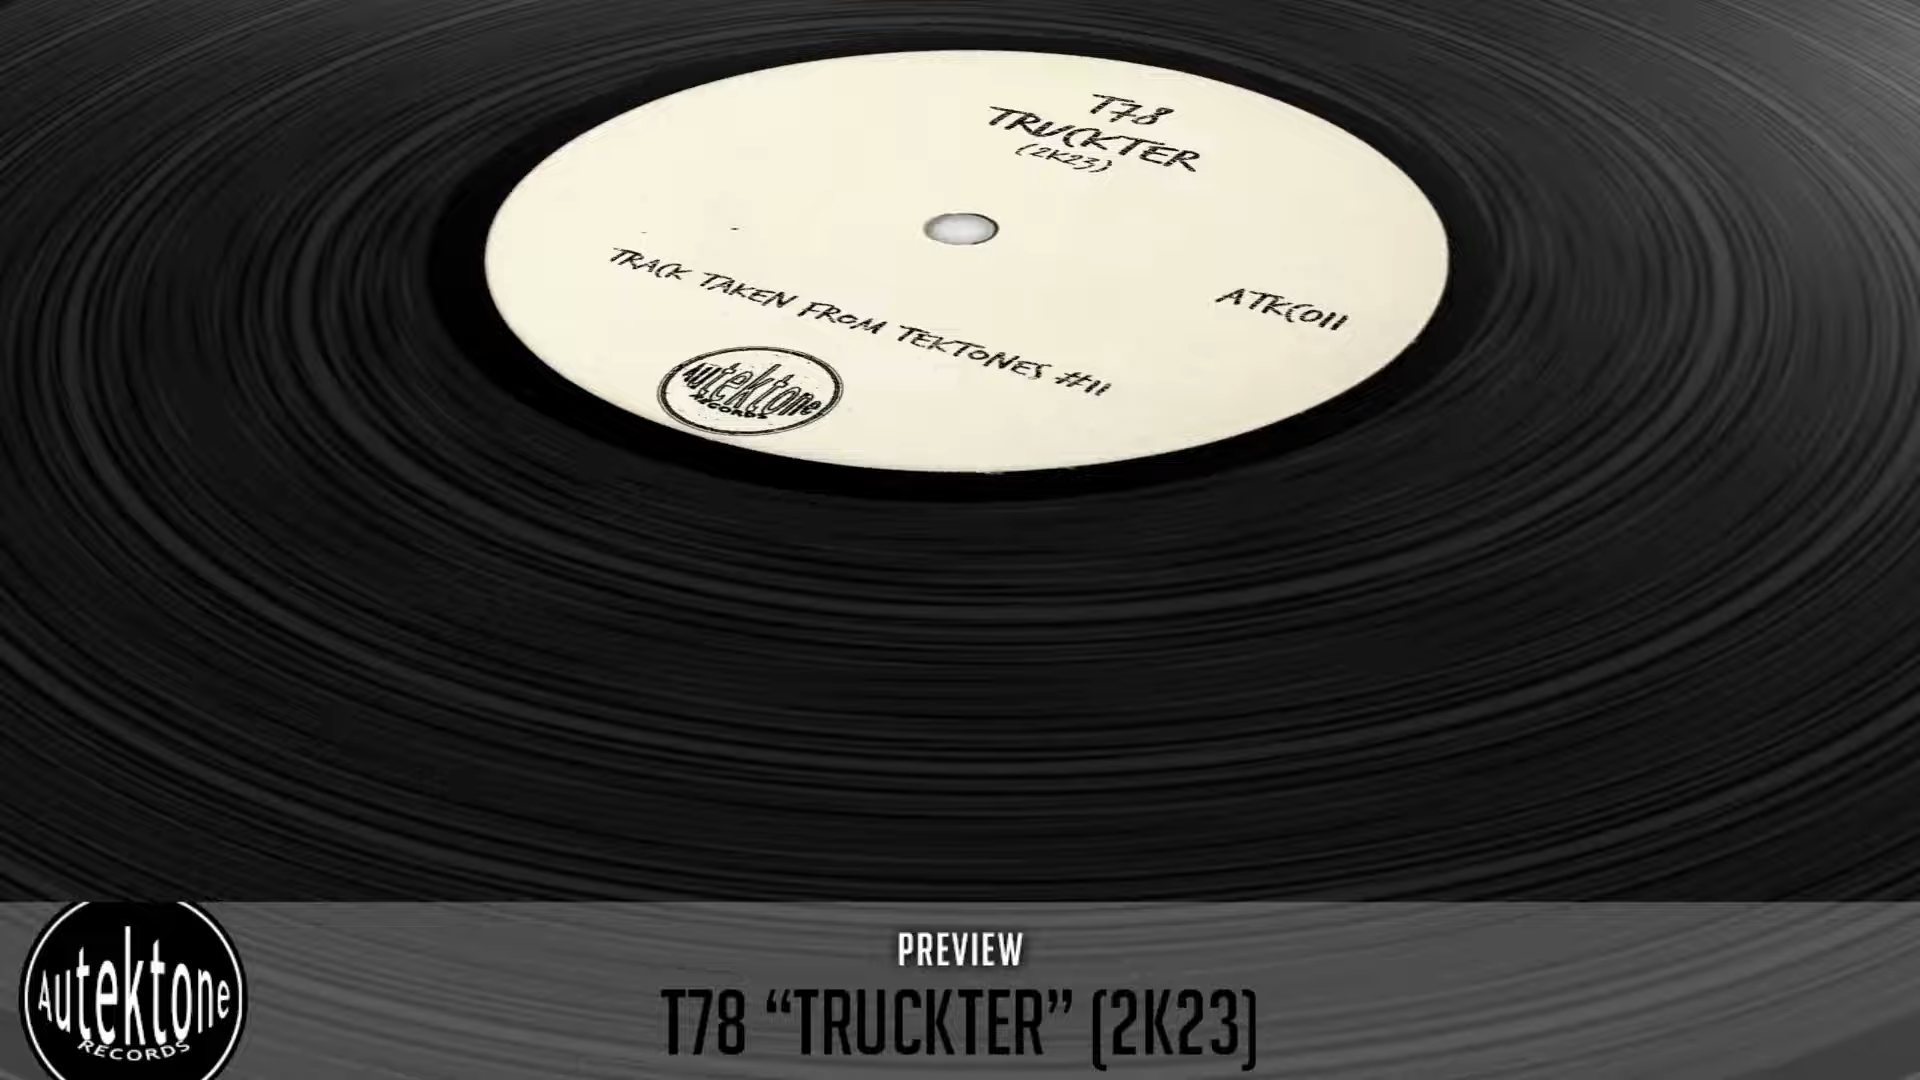 T78
TRUCKTER
(2K23)
TRACK TAKEN FROM TEKTONES #11
ATKC011
Autektone
RECORDS
PREVIEW
T78 “TRUCKTER” (2K23)
Autektone
RECORDS